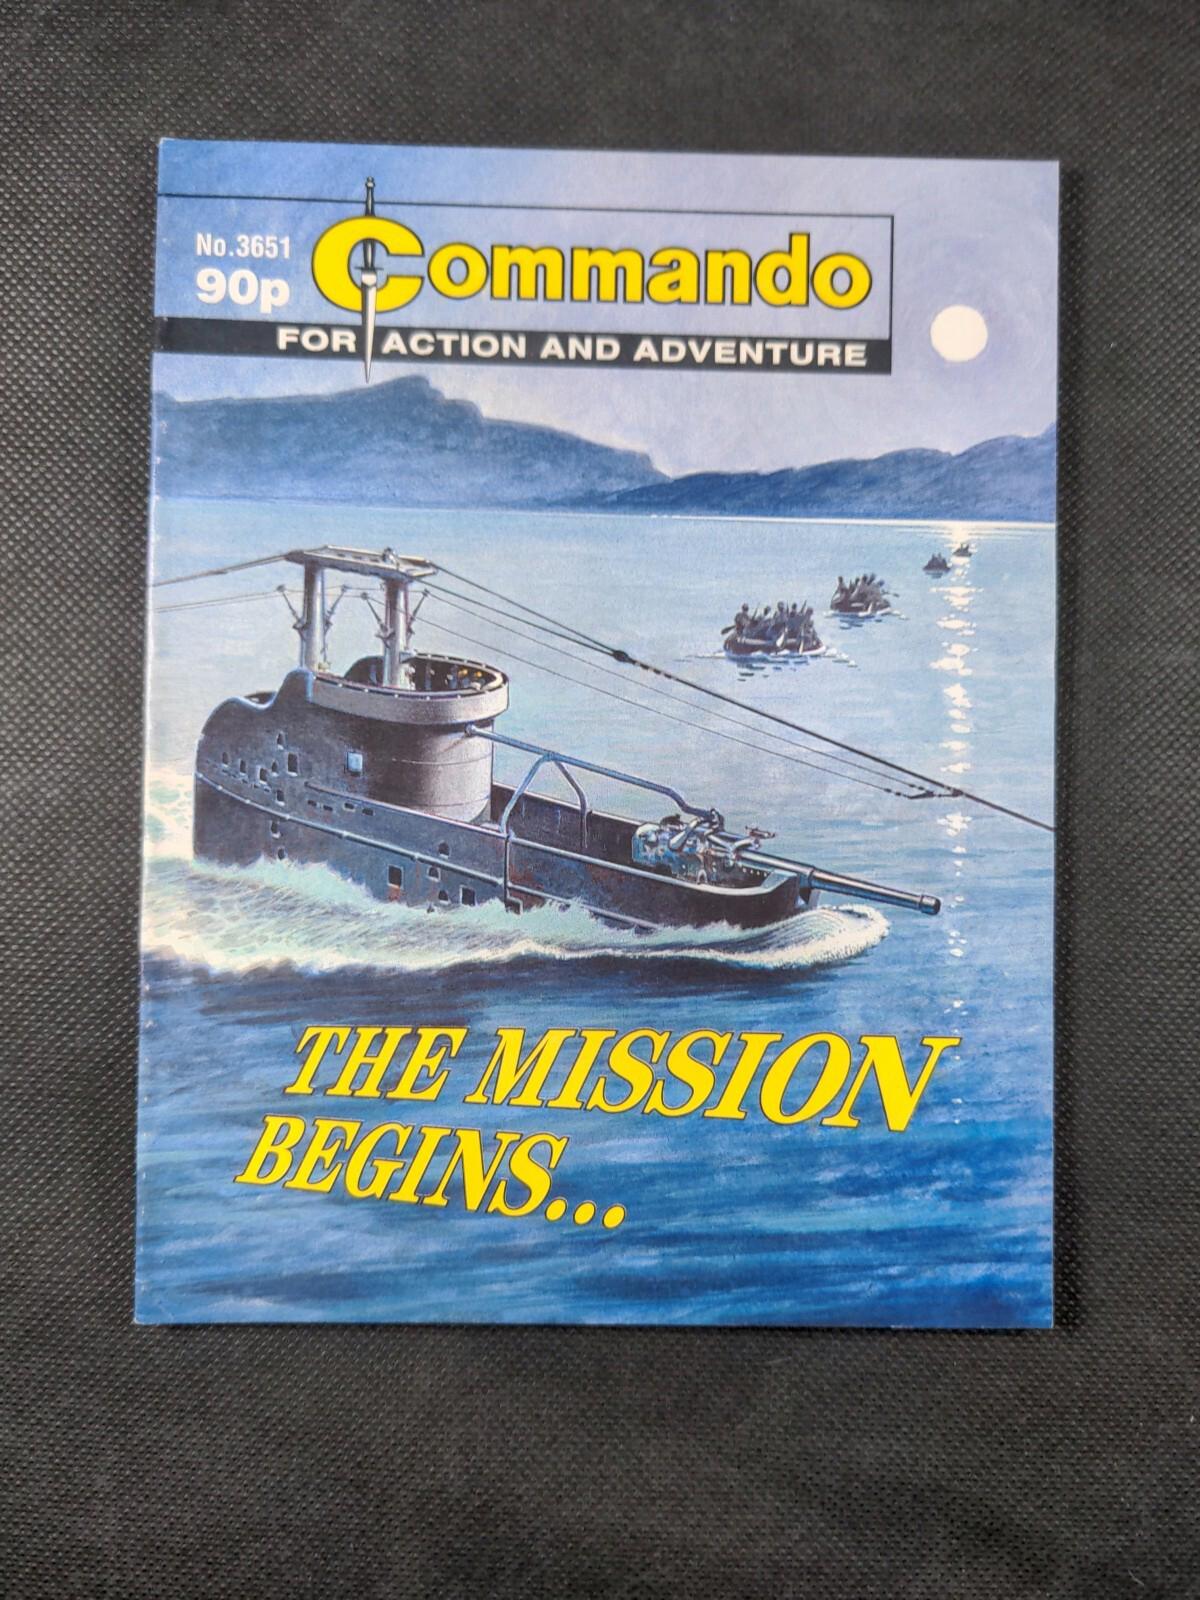 No.3651
90p
Commando
FOR ACTION AND ADVENTURE
THE MISSION
BEGINS...